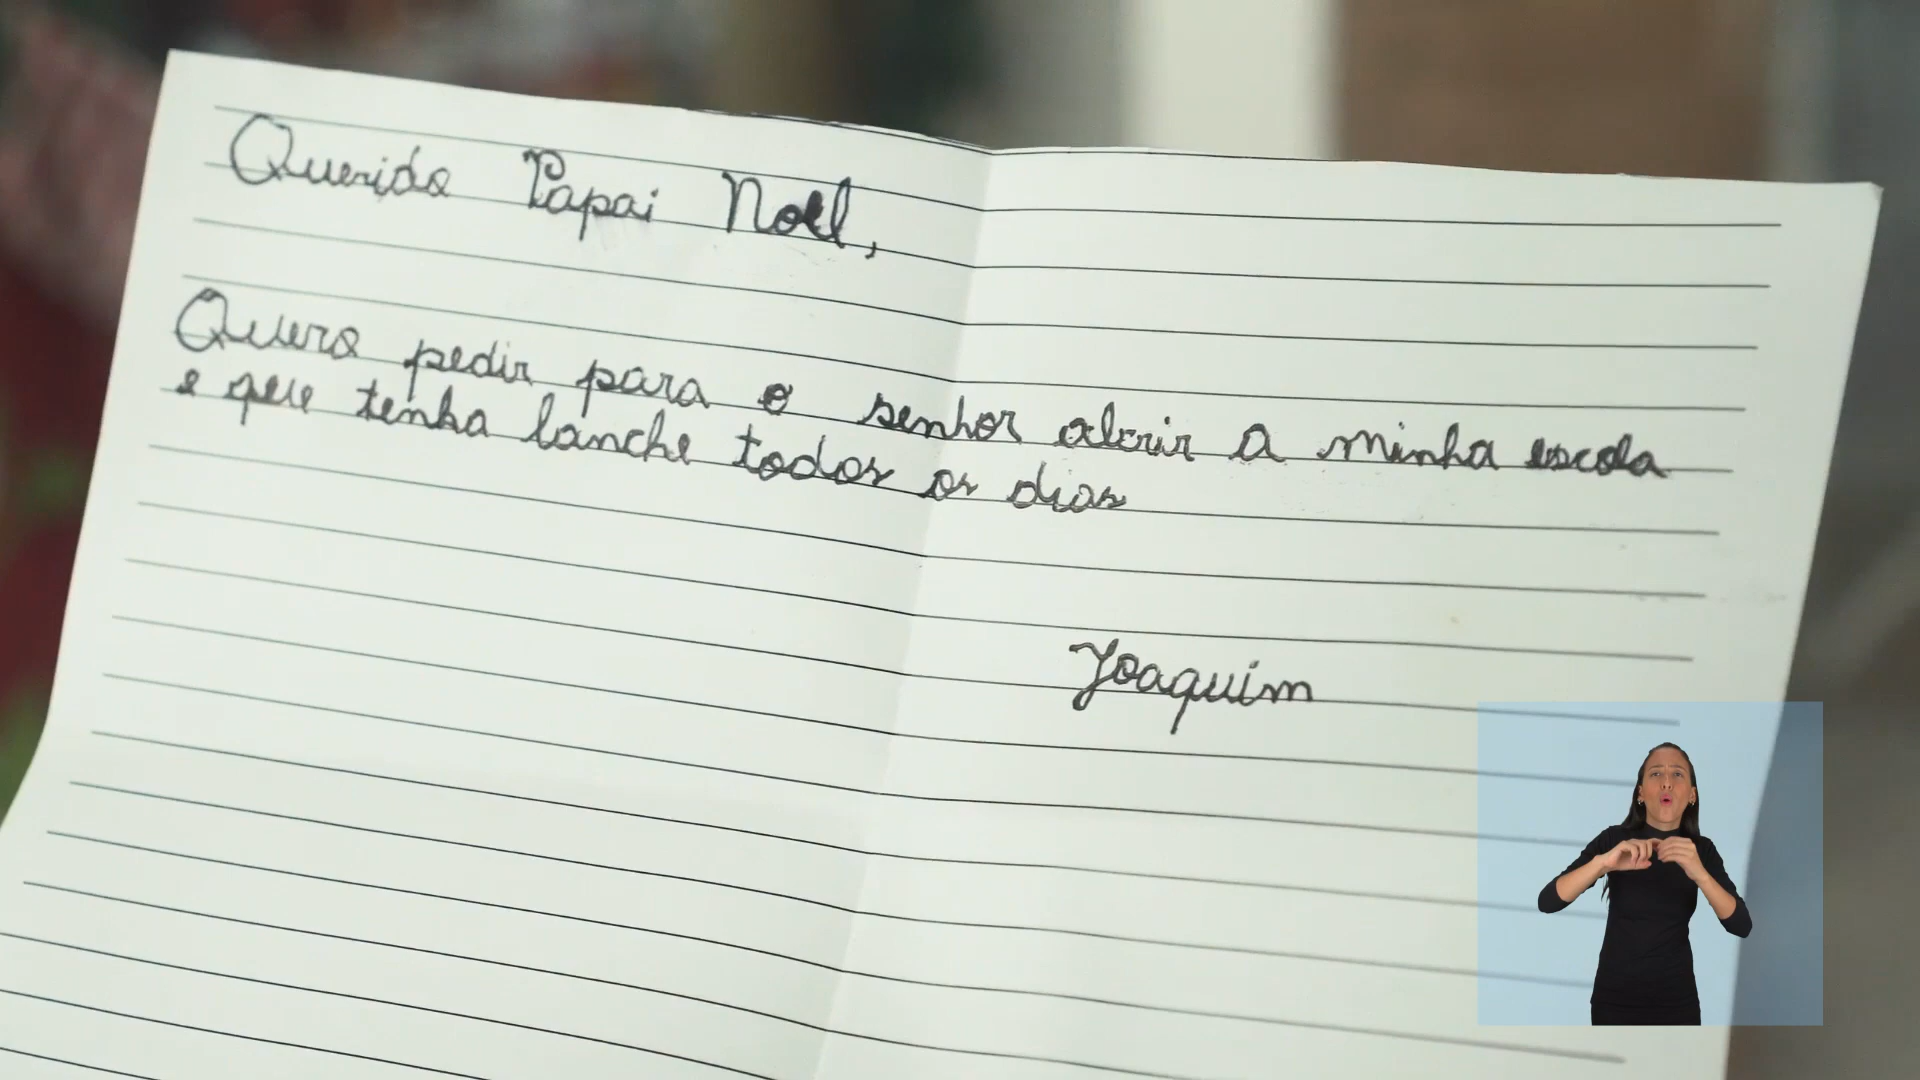 Querido Papai Noel,
Quero pedir para o senhor abrir a minha escola
e que tenha lanche todos os dias
Joaquim